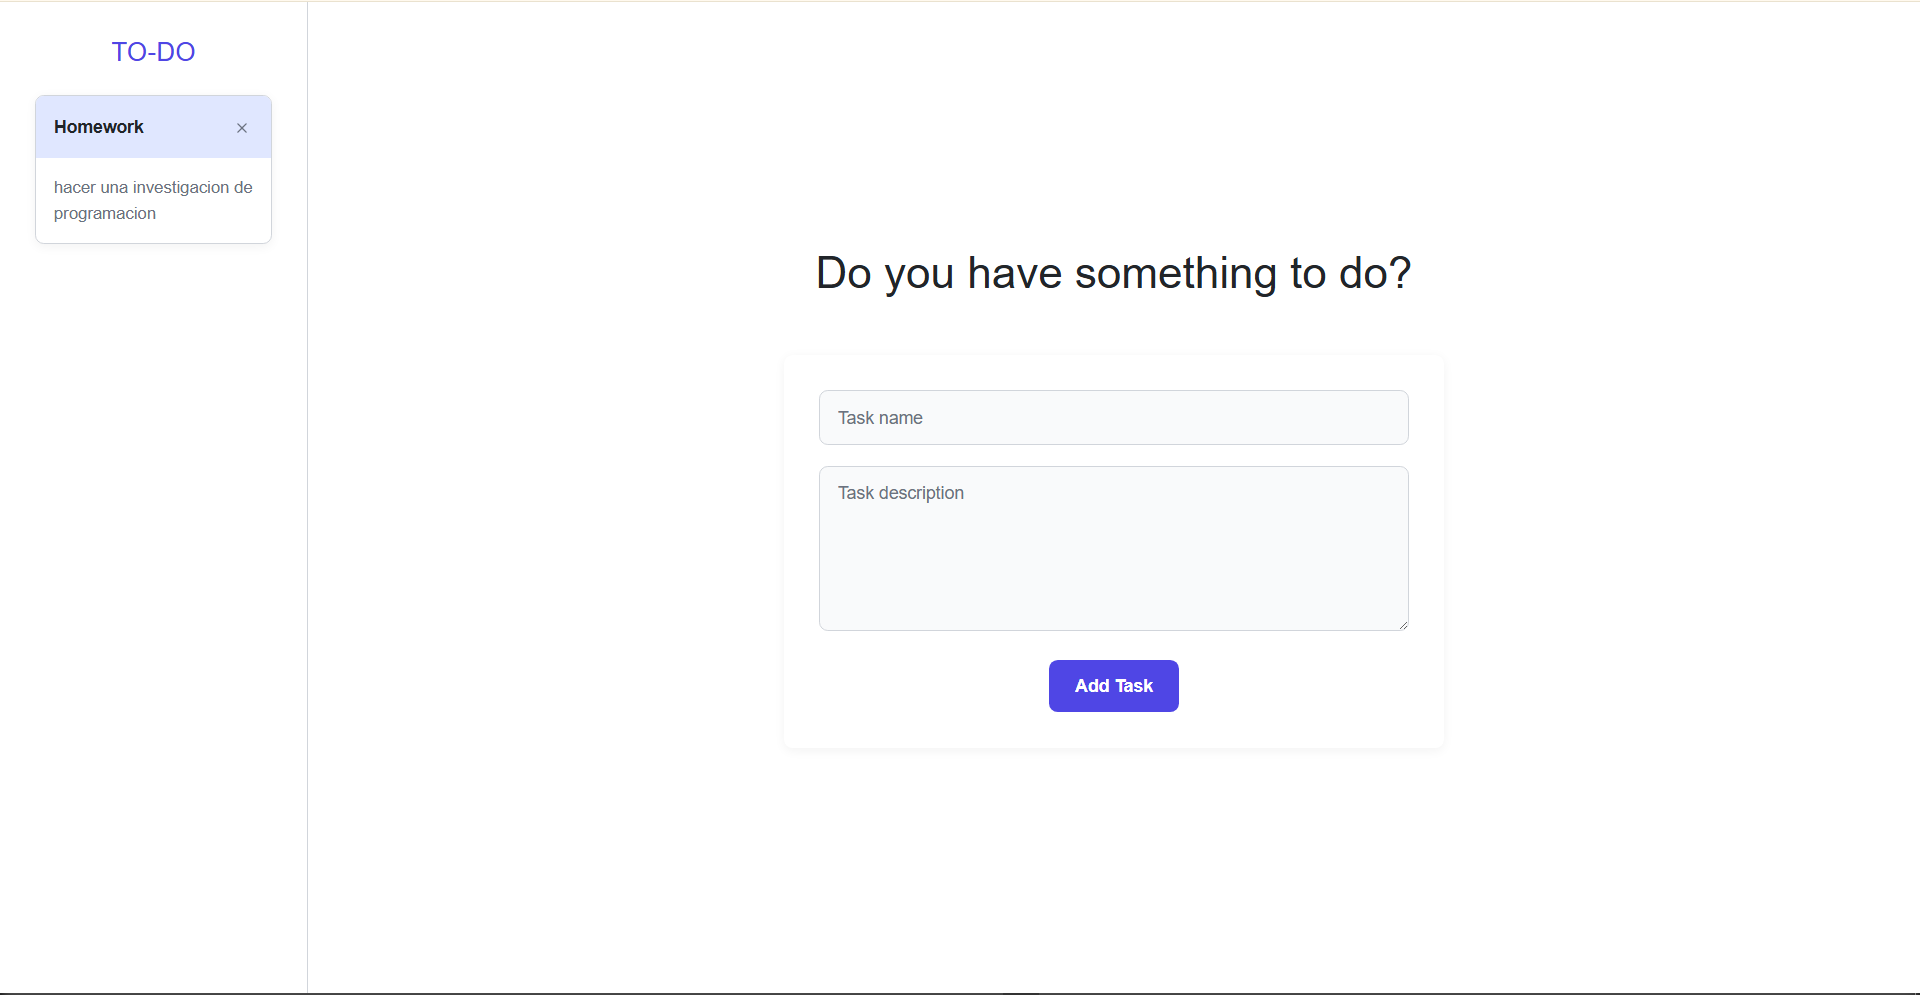 TO-DO
Homework
hacer una investigacion de
programacion
Do you have something to do?
Task name
Task description
Add Task